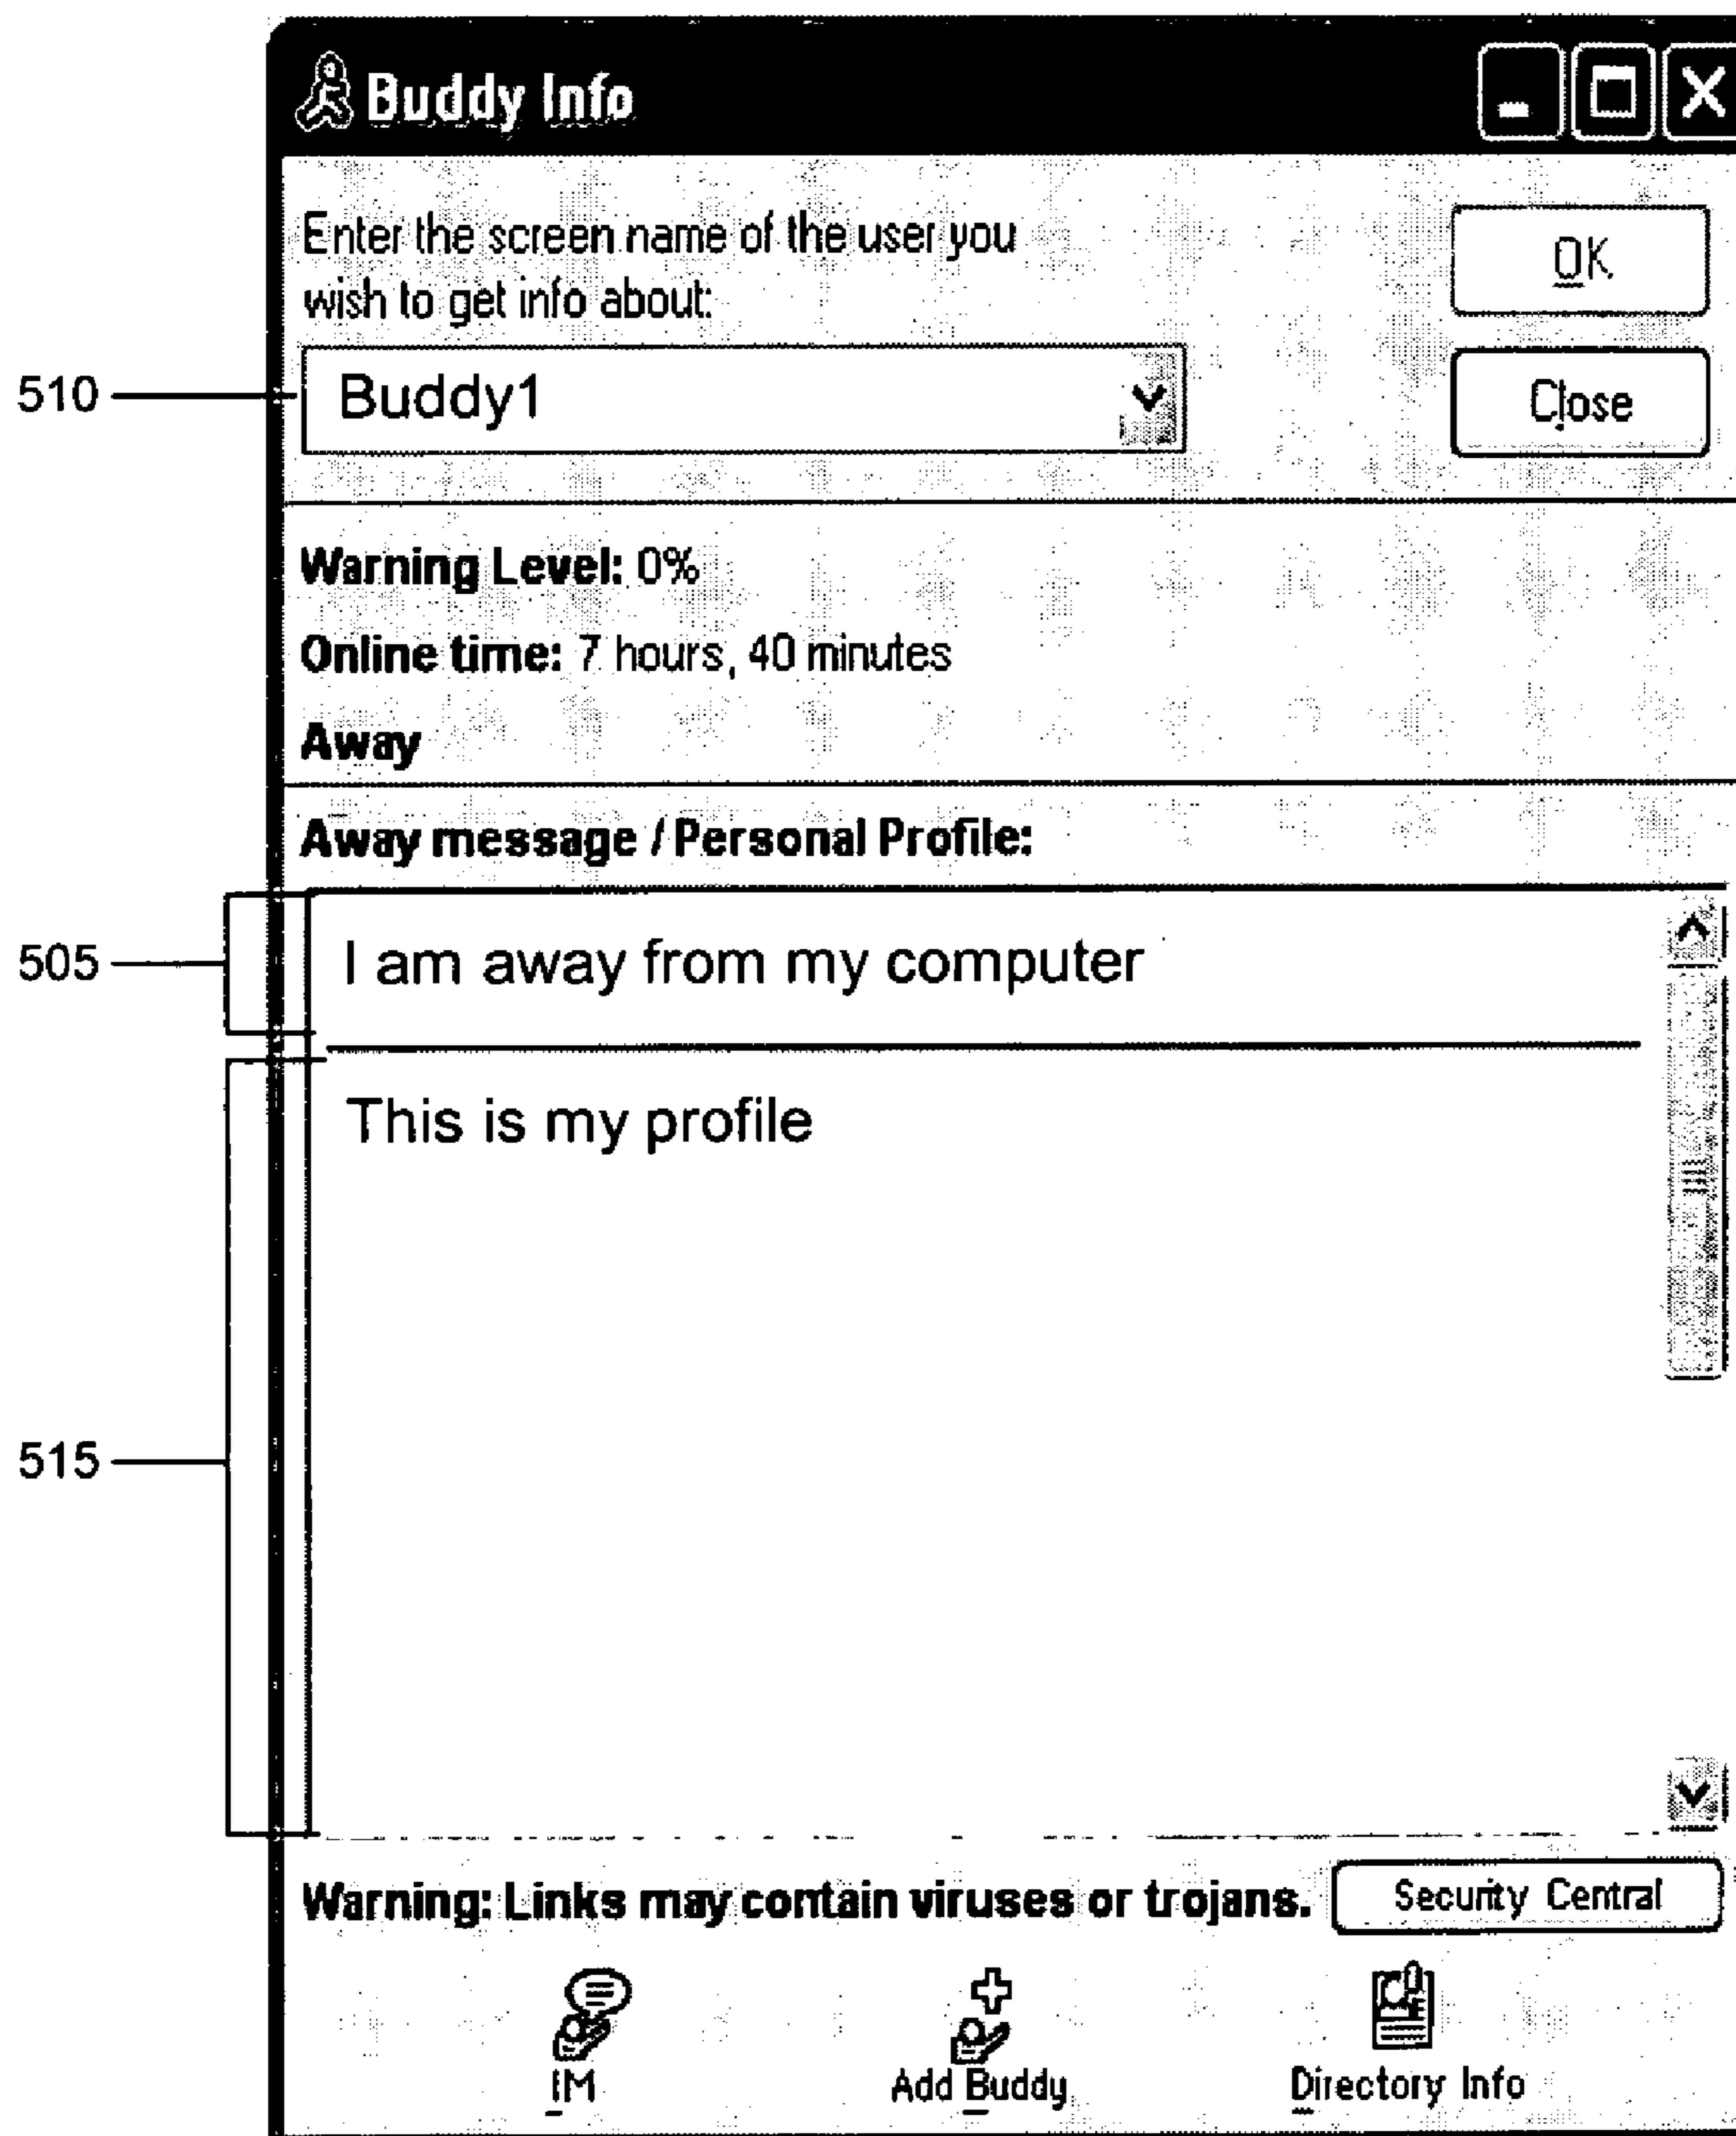 Buddy Info
Enter the screen name of the user you
wish to get info about:
OK
510
Buddy1
Close
Warning Level: 0%
Online time: 7 hours, 40 minutes
Away
Away message / Personal Profile:
505
I am away from my computer
This is my profile
515
Warning: Links may contain viruses or trojans.
Security Central
IM
Add Buddy
Directory Info